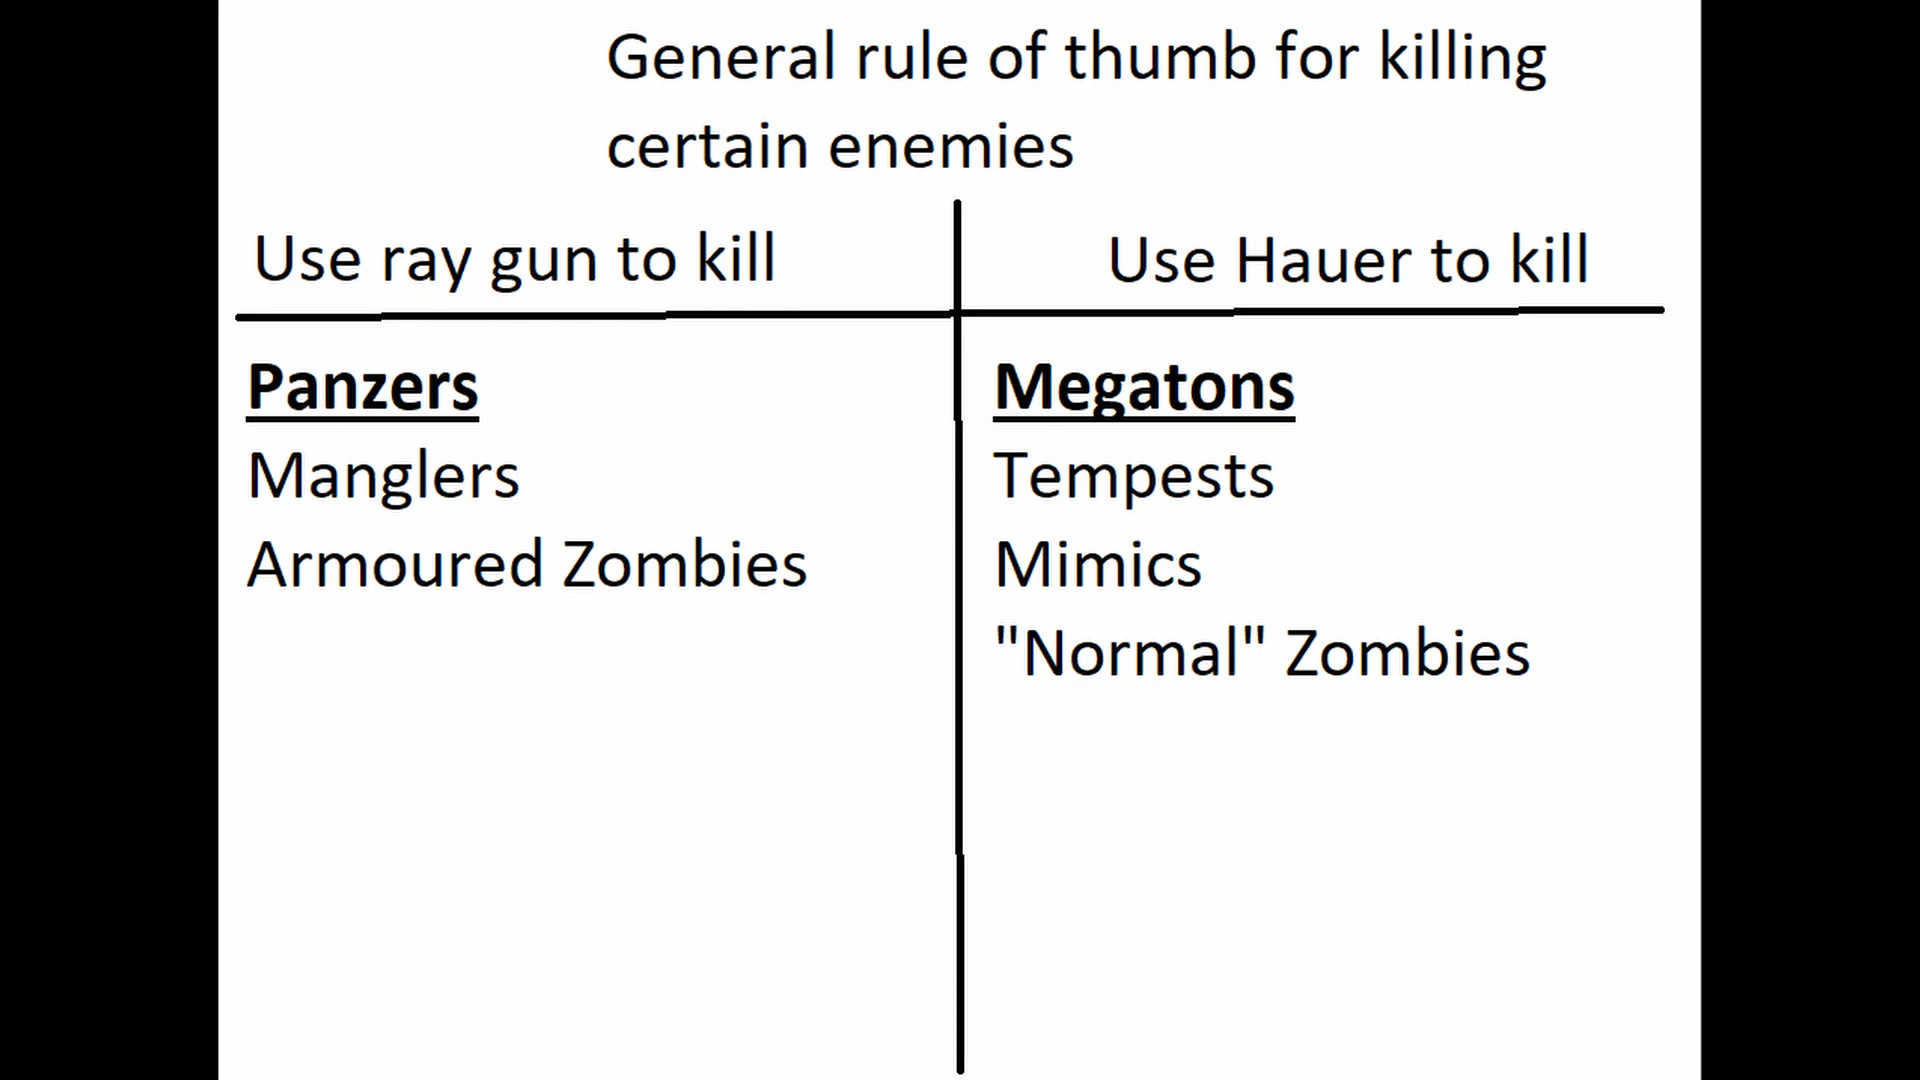 General rule of thumb for killing
certain enemies
Use ray gun to kill
Use Hauer to kill
Panzers
Manglers
Armoured Zombies
Megatons
Tempests
Mimics
"Normal" Zombies